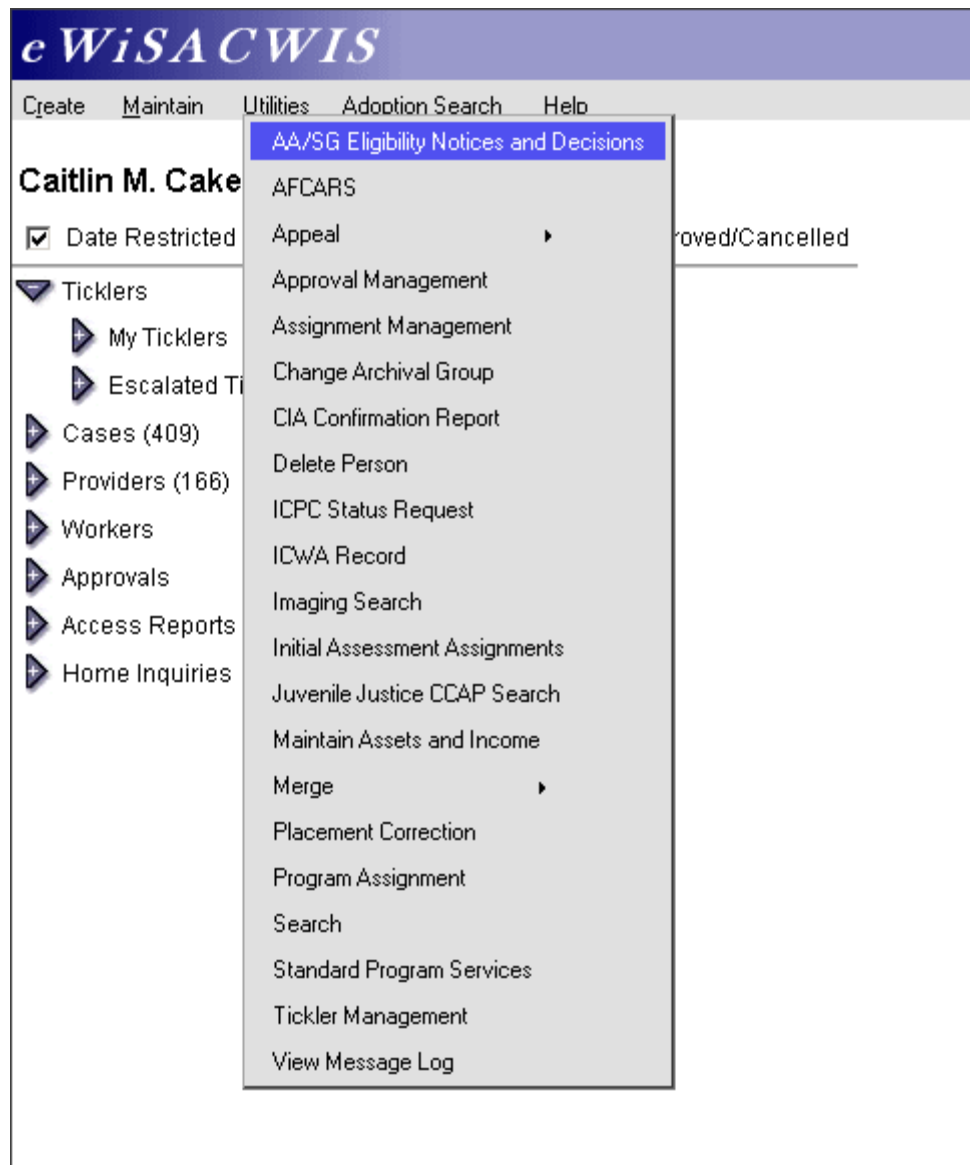 eWiSACWIS
Create Maintain Utilities Adoption Search Help
AA/SG Eligibility Notices and Decisions
Caitlin M. Cake
AFCARS
Date Restricted
Appeal
roved/Cancelled
Approval Management
Assignment Management
Change Archival Group
CIA Confirmation Report
Delete Person
ICPC Status Request
ICWA Record
Imaging Search
Initial Assessment Assignments
Juvenile Justice CCAP Search
Maintain Assets and Income
Merge
Placement Correction
Program Assignment
Search
Standard Program Services
Tickler Management
View Message Log
Ticklers
My Ticklers
Escalated Ti
Cases (409)
Providers (166)
Workers
Approvals
Access Reports
Home Inquiries